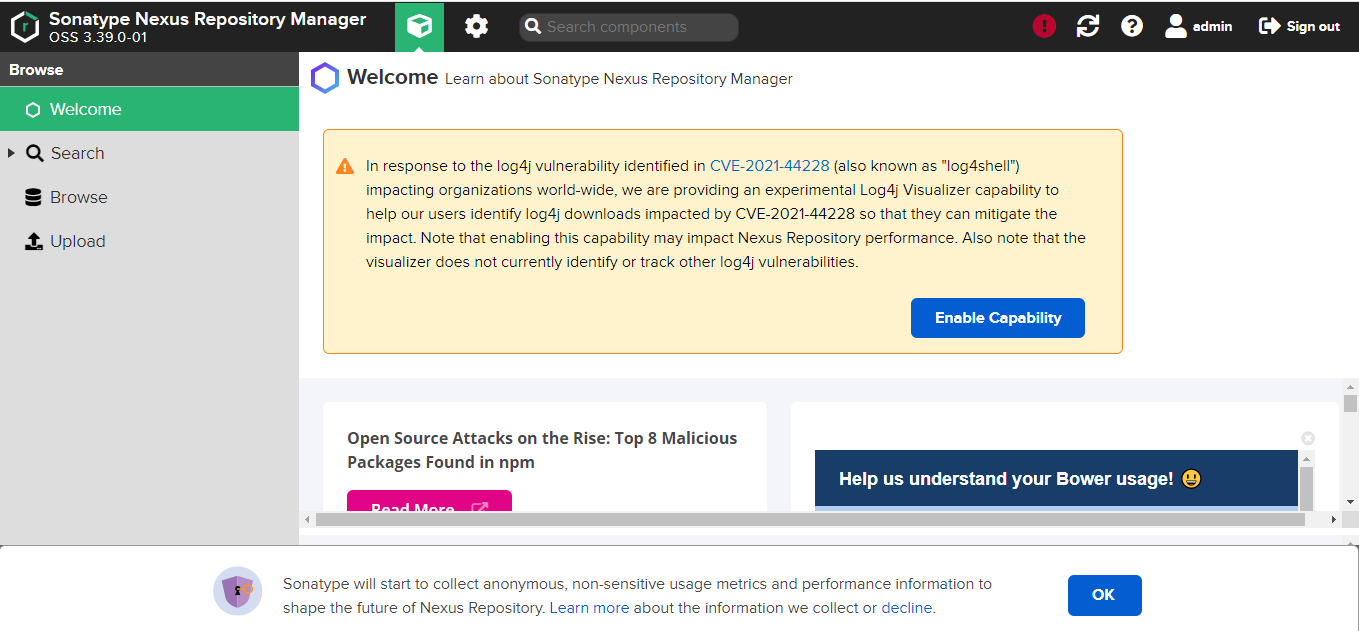 Sonatype Nexus Repository Manager
OSS 3.39.0-01
Search components
admin
Sign out
Browse
Welcome
Search
Browse
Upload
Welcome Learn about Sonatype Nexus Repository Manager
In response to the log4j vulnerability identified in CVE-2021-44228 (also known as "log4shell")
impacting organizations world-wide, we are providing an experimental Log4j Visualizer capability to
help our users identify log4j downloads impacted by CVE-2021-44228 so that they can mitigate the
impact. Note that enabling this capability may impact Nexus Repository performance. Also note that the
visualizer does not currently identify or track other log4j vulnerabilities.
Enable Capability
Open Source Attacks on the Rise: Top 8 Malicious
Packages Found in npm
Read More
Help us understand your Bower usage! 😃
Sonatype will start to collect anonymous, non-sensitive usage metrics and performance information to
shape the future of Nexus Repository. Learn more about the information we collect or decline.
OK